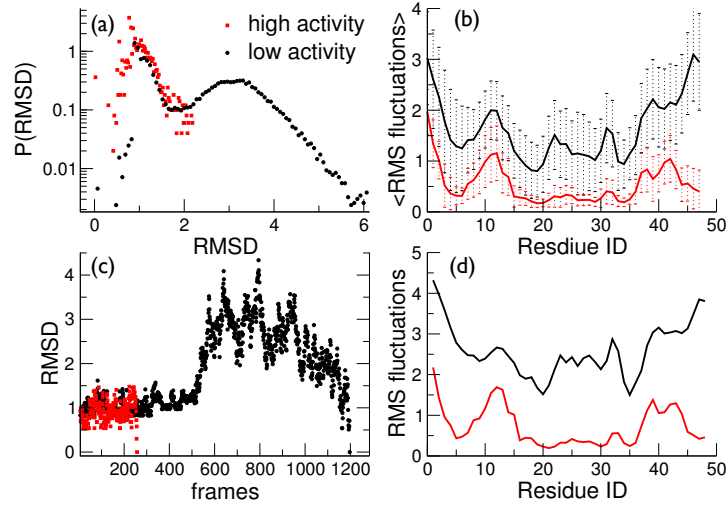 (a)
high activity
low activity
P(RMSD)
1
0.1
0.01
0 2 4 6
RMSD
(b)
<RMS fluctuations>
4
3
2
1
0
0 10 20 30 40 50
Resdiue ID
(c)
RMSD
4
3
2
1
0
200 400 600 800 1000 1200
frames
(d)
RMS fluctuations
5
4
3
2
1
0
0 10 20 30 40 50
Residue ID